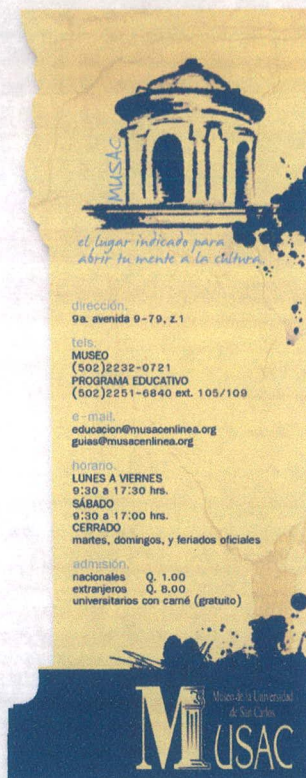 MUSAC
el lugar indicado para
abrir tu mente a la cultura.
dirección.
9a. avenida 9-79, z.1
tels.
MUSEO
(502)2232-0721
PROGRAMA EDUCATIVO
(502)2251-6840 ext. 105/109
e-mail.
educacion@musacenlinea.org
guias@musacenlinea.org
horario.
LUNES A VIERNES
9:30 a 17:30 hrs.
SÁBADO
9:30 a 17:00 hrs.
CERRADO
martes, domingos, y feriados oficiales
admisión.
nacionales Q. 1.00
extranjeros Q. 8.00
universitarios con carné (gratuito)
Museo de la Universidad
de San Carlos
MUSAC